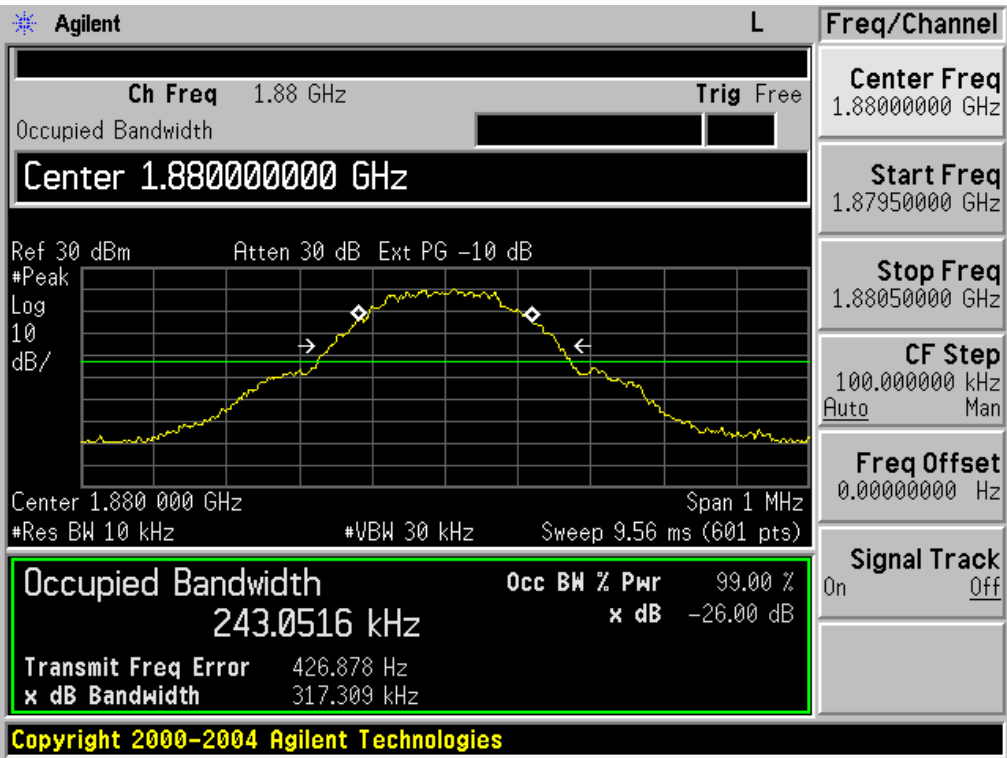 Agilent L Freq/Channel
Ch Freq 1.88 GHz Trig Free
Occupied Bandwidth
Center 1.880000000 GHz
Ref 30 dBm Atten 30 dB Ext PG −10 dB
#Peak
Log
10
dB/
Center 1.880 000 GHz Span 1 MHz
#Res BW 10 kHz #VBW 30 kHz Sweep 9.56 ms (601 pts)
Occupied Bandwidth Occ BW % Pwr 99.00 %
243.0516 kHz x dB −26.00 dB
Transmit Freq Error 426.878 Hz
x dB Bandwidth 317.309 kHz
Copyright 2000-2004 Agilent Technologies
Center Freq
1.88000000 GHz
Start Freq
1.87950000 GHz
Stop Freq
1.88050000 GHz
CF Step
100.000000 kHz
Auto Man
Freq Offset
0.00000000 Hz
Signal Track
On Off